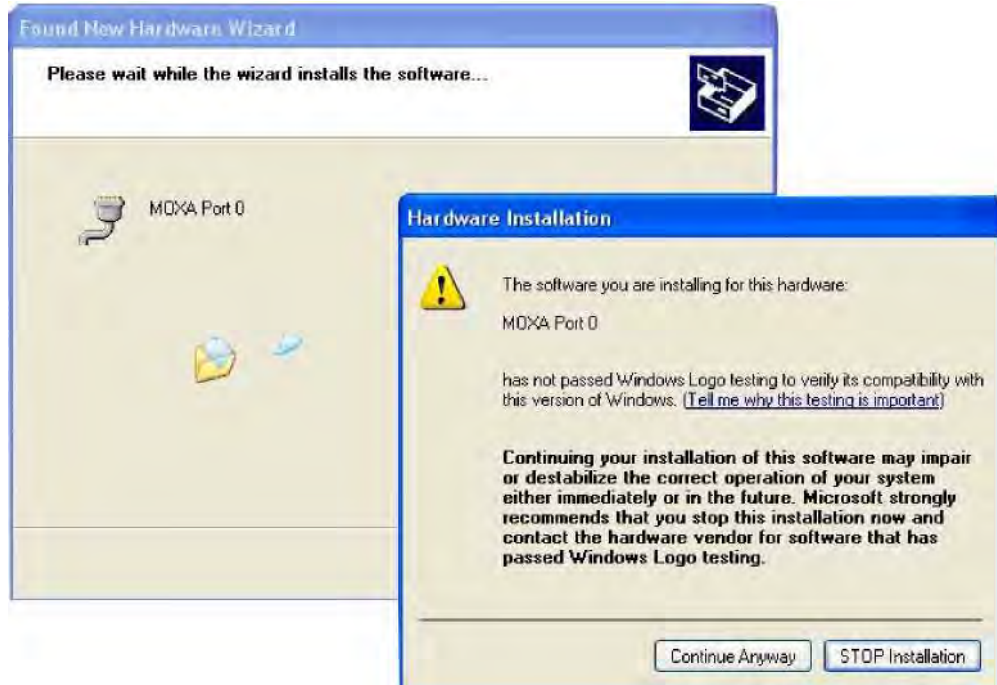 Found New Hardware Wizard
Please wait while the wizard installs the software...
MOXA Port 0
Hardware Installation
The software you are installing for this hardware:
MOXA Port 0
has not passed Windows Logo testing to verify its compatibility with
this version of Windows. (Tell me why this testing is important)
Continuing your installation of this software may impair
or destabilize the correct operation of your system
either immediately or in the future. Microsoft strongly
recommends that you stop this installation now and
contact the hardware vendor for software that has
passed Windows Logo testing.
Continue Anyway
STOP Installation